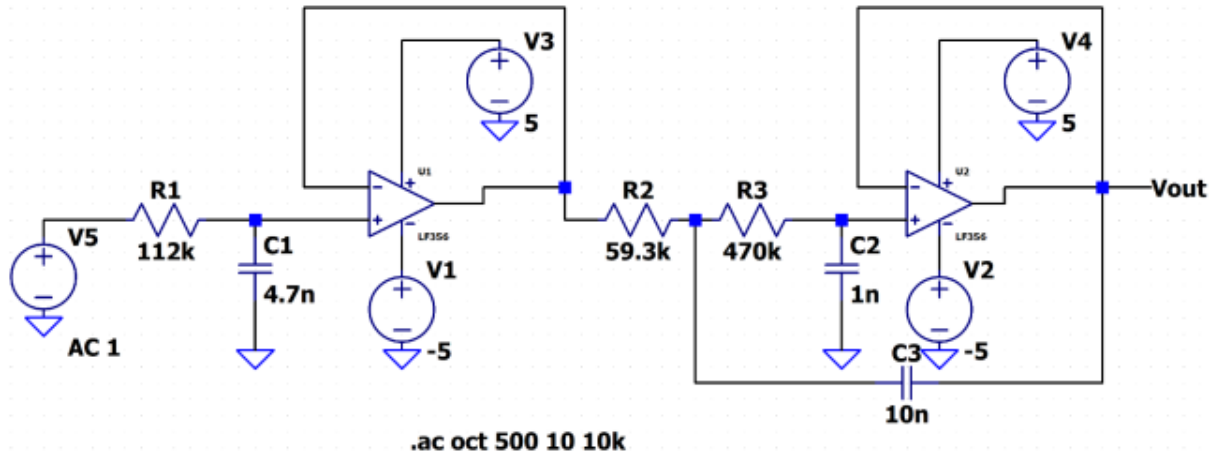 V3
V4
5
5
U1
U2
R1
R2
R3
Vout
V5
112k
C1
LF356
59.3k
470k
C2
LF356
4.7n
V1
1n
V2
AC 1
-5
C3
-5
10n
.ac oct 500 10 10k